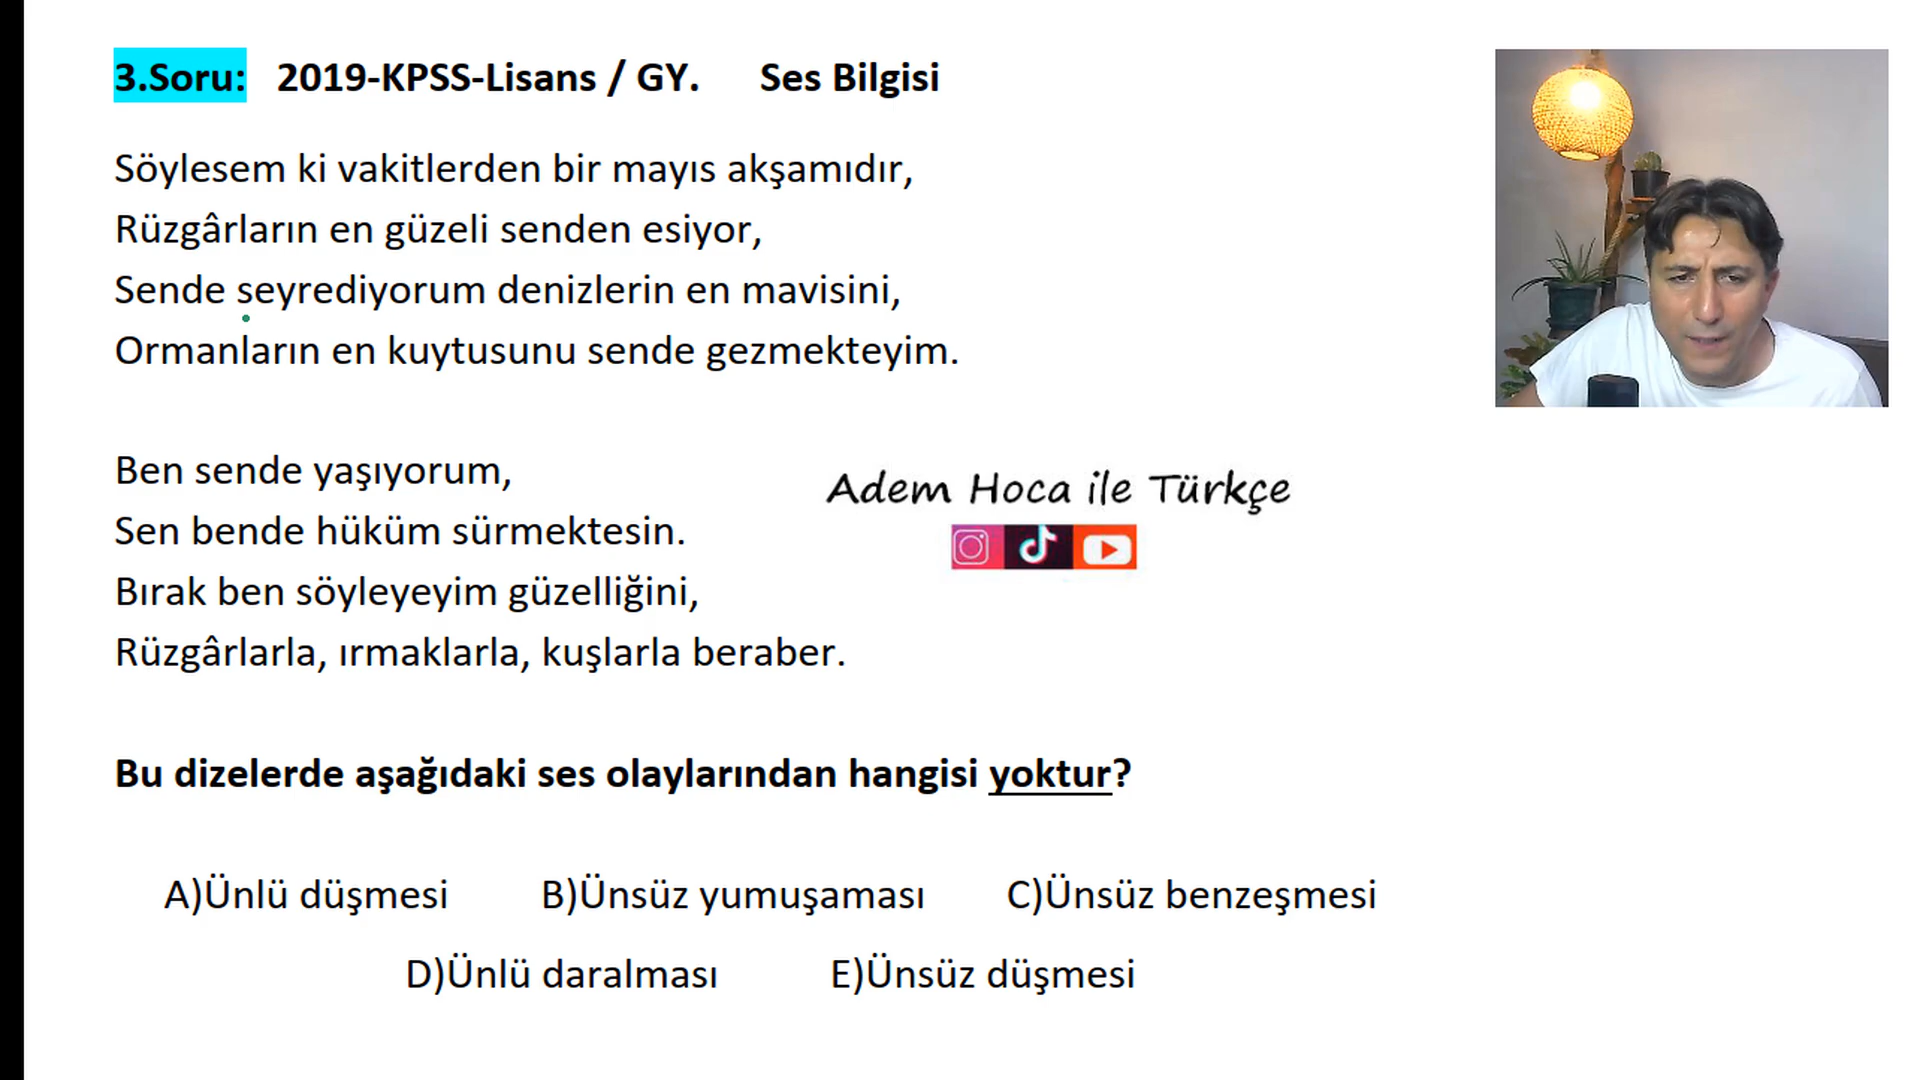 3.Soru: 2019-KPSS-Lisans / GY. Ses Bilgisi
Söylesem ki vakitlerden bir mayıs akşamıdır,
Rüzgârların en güzeli senden esiyor,
Sende seyrediyorum denizlerin en mavisini,
Ormanların en kuytusunu sende gezmekteyim.
Ben sende yaşıyorum,
Sen bende hüküm sürmektesin.
Bırak ben söyleyeyim güzelliğini,
Rüzgârlarla, ırmaklarla, kuşlarla beraber.
Adem Hoca ile Türkçe
Bu dizelerde aşağıdaki ses olaylarından hangisi yoktur?
A)Ünlü düşmesi B)Ünsüz yumuşaması C)Ünsüz benzeşmesi
D)Ünlü daralması E)Ünsüz düşmesi